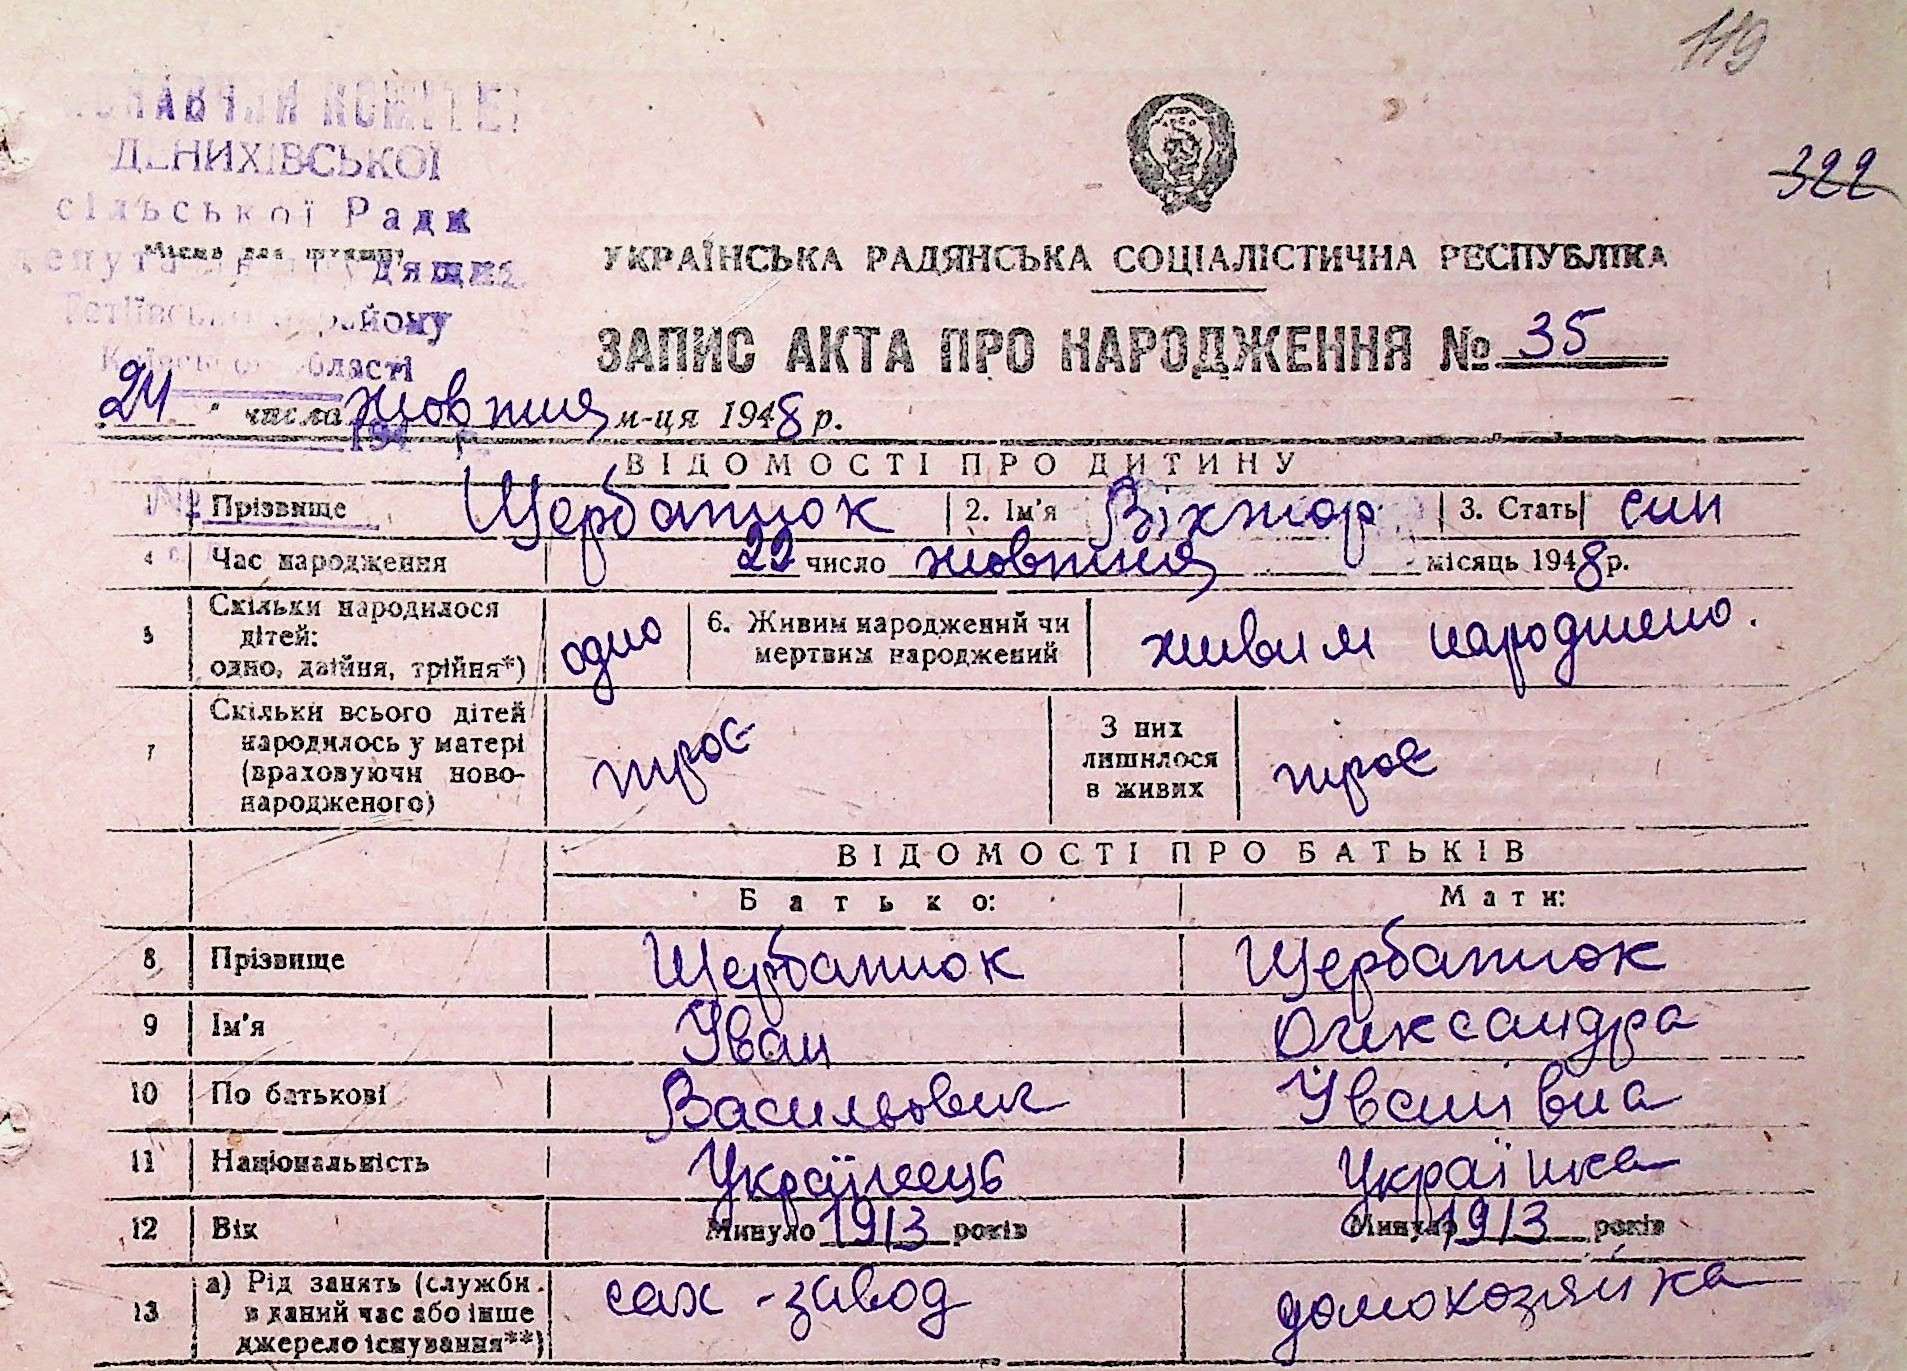 119
322
КОМІТЕТ
ДЕНИХІВСЬКОЇ
сільської Ради
Місце для штампу
району
Київської області
УКРАЇНСЬКА РАДЯНСЬКА СОЦІАЛІСТИЧНА РЕСПУБЛІКА
ЗАПИС АКТА ПРО НАРОДЖЕННЯ № 35
24 " числа жовтня м-ця 1948 р.
ВІДОМОСТІ ПРО ДИТИНУ
1 Прізвище Щербатюк 2. Ім'я Віктор 3. Стать син
4 Час народження 22 число жовтня місяць 1948 р.
5 Скільки народилося дітей: одно, двійня, трійня*) одно 6. Живим народжений чи мертвим народжений живим народжено.
7 Скільки всього дітей народилось у матері (враховуючи новонародженого) троє З них лишилося в живих троє
ВІДОМОСТІ ПРО БАТЬКІВ
Батько: Мати:
8 Прізвище Щербатюк Щербатюк
9 Ім'я Іван Олександра
10 По батькові Васильович Іванівна
11 Національність Українець Українка
12 Вік Минуло 1913 років Минуло 1913 років
13 а) Рід занять (служби в даний час або інше джерело існування**) сах-завод домохозяйка